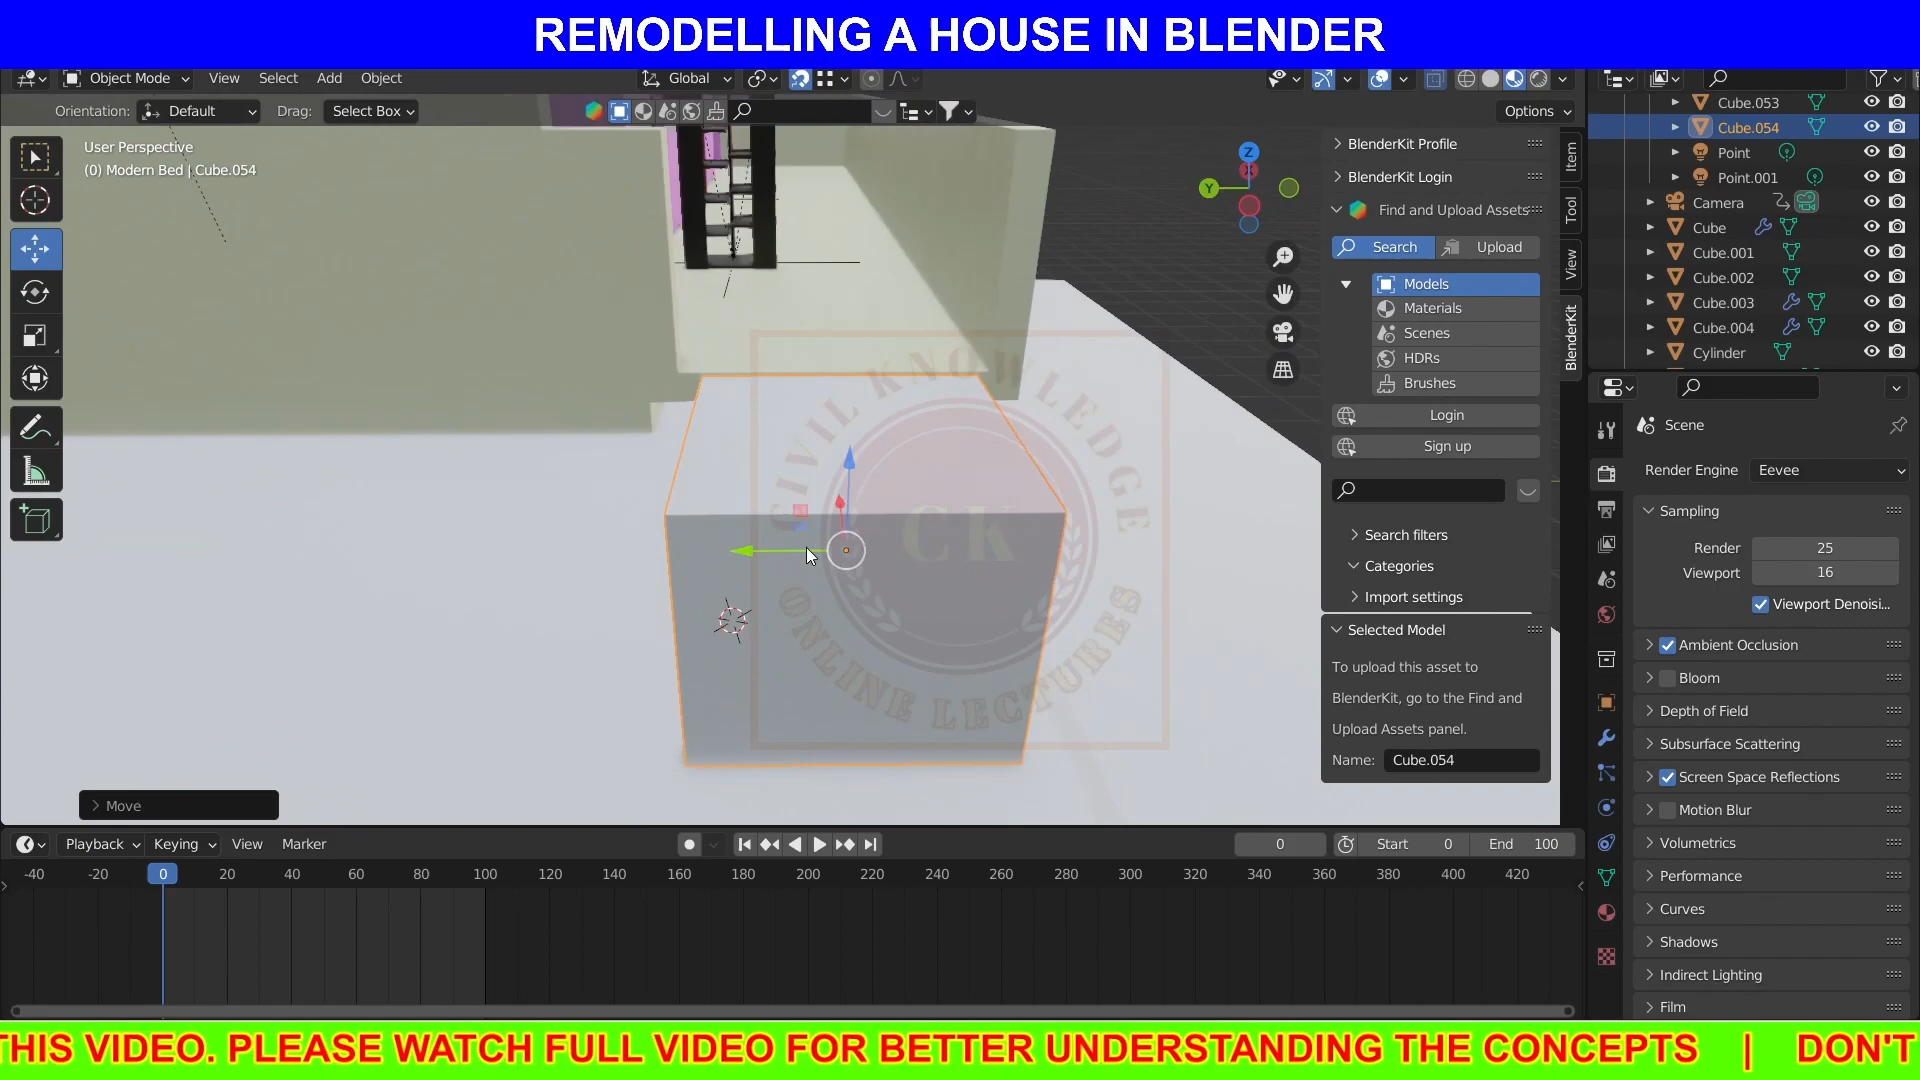 REMODELLING A HOUSE IN BLENDER
Object Mode View Select Add Object Global
Orientation: Default Drag: Select Box Options
User Perspective
(0) Modern Bed | Cube.054
Z
Y
BlenderKit Profile
BlenderKit Login
Find and Upload Assets
Search Upload
Models
Materials
Scenes
HDRs
Brushes
Login
Sign up
Search filters
Categories
Import settings
Selected Model
To upload this asset to
BlenderKit, go to the Find and
Upload Assets panel.
Name: Cube.054
Item
Tool
View
BlenderKit
CIVIL KNOWLEDGE
CK
ONLINE LECTURES
Move
Cube.053
Cube.054
Point
Point.001
Camera
Cube
Cube.001
Cube.002
Cube.003
Cube.004
Cylinder
Scene
Render Engine Eevee
Sampling
Render 25
Viewport 16
Viewport Denoisi...
Ambient Occlusion
Bloom
Depth of Field
Subsurface Scattering
Screen Space Reflections
Motion Blur
Volumetrics
Performance
Curves
Shadows
Indirect Lighting
Film
Playback Keying View Marker 0 Start 0 End 100
-40 -20 0 20 40 60 80 100 120 140 160 180 200 220 240 260 280 300 320 340 360 380 400 420
THIS VIDEO. PLEASE WATCH FULL VIDEO FOR BETTER UNDERSTANDING THE CONCEPTS | DON'T